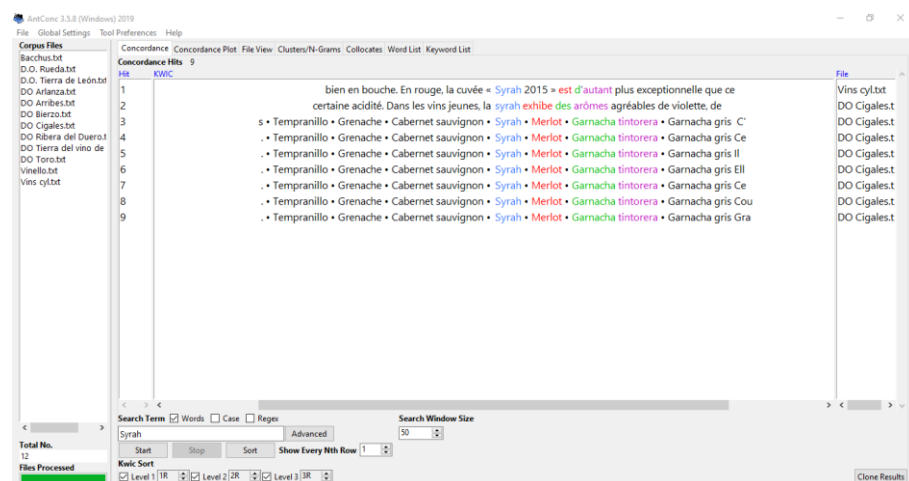 AntConc 3.5.8 (Windows) 2019
File Global Settings Tool Preferences Help
Corpus Files
Bacchus.txt
D.O. Rueda.txt
D.O. Tierra de León.txt
DO Arlanza.txt
DO Arribes.txt
DO Bierzo.txt
DO Cigales.txt
DO Ribera del Duero.t
DO Tierra del vino de
DO Toro.txt
Vinello.txt
Vins cyl.txt
Concordance Concordance Plot File View Clusters/N-Grams Collocates Word List Keyword List
Concordance Hits 9
Hit KWIC File
1 bien en bouche. En rouge, la cuvée « Syrah 2015 » est d'autant plus exceptionnelle que ce Vins cyl.txt
2 certaine acidité. Dans les vins jeunes, la syrah exhibe des arômes agréables de violette, de DO Cigales.t
3 s • Tempranillo • Grenache • Cabernet sauvignon • Syrah • Merlot • Garnacha tintorera • Garnacha gris C' DO Cigales.t
4 . • Tempranillo • Grenache • Cabernet sauvignon • Syrah • Merlot • Garnacha tintorera • Garnacha gris Ce DO Cigales.t
5 . • Tempranillo • Grenache • Cabernet sauvignon • Syrah • Merlot • Garnacha tintorera • Garnacha gris Il DO Cigales.t
6 . • Tempranillo • Grenache • Cabernet sauvignon • Syrah • Merlot • Garnacha tintorera • Garnacha gris Ell DO Cigales.t
7 . • Tempranillo • Grenache • Cabernet sauvignon • Syrah • Merlot • Garnacha tintorera • Garnacha gris Ce DO Cigales.t
8 . • Tempranillo • Grenache • Cabernet sauvignon • Syrah • Merlot • Garnacha tintorera • Garnacha gris Cou DO Cigales.t
9 . • Tempranillo • Grenache • Cabernet sauvignon • Syrah • Merlot • Garnacha tintorera • Garnacha gris Gra DO Cigales.t
Search Term Words Case Regex Search Window Size
Syrah Advanced 50
Start Stop Sort Show Every Nth Row 1
Kwic Sort
Level 1 1R Level 2 2R Level 3 3R Clone Results
Total No.
12
Files Processed